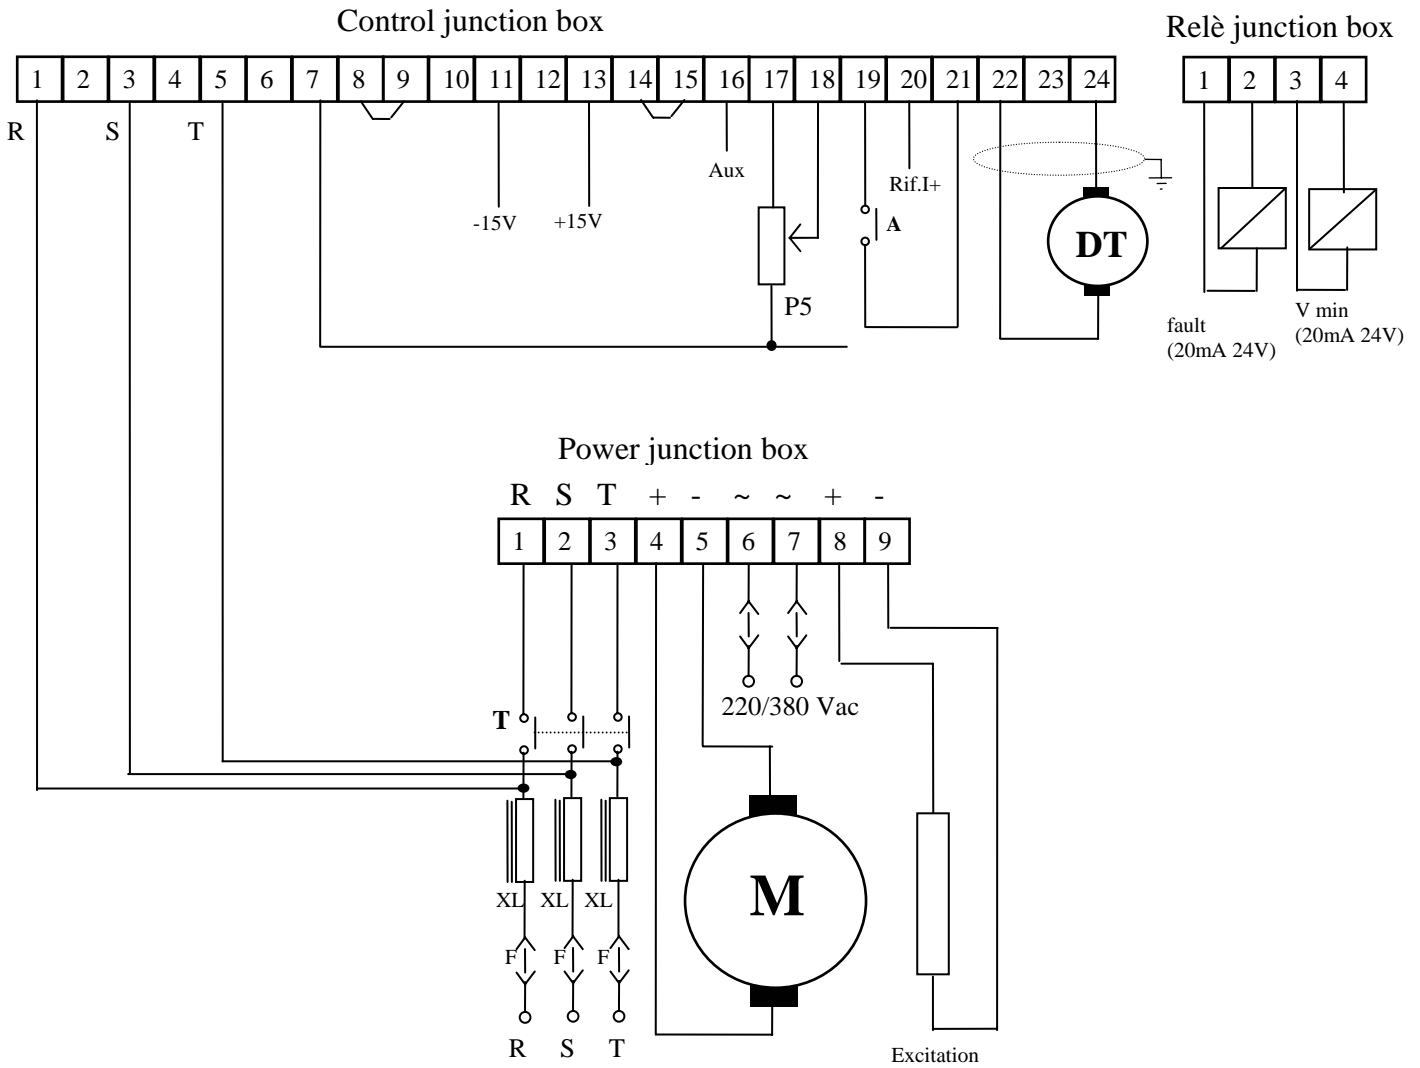 Control junction box
Relè junction box
1 2 3 4 5 6 7 8 9 10 11 12 13 14 15 16 17 18 19 20 21 22 23 24
1 2 3 4
R S T
Aux
Rif.I+
-15V +15V
A
DT
P5
fault
(20mA 24V)
V min
(20mA 24V)
Power junction box
R S T + - ~ ~ + -
1 2 3 4 5 6 7 8 9
T
220/380 Vac
M
XL XL XL
F F F
R S T
Excitation